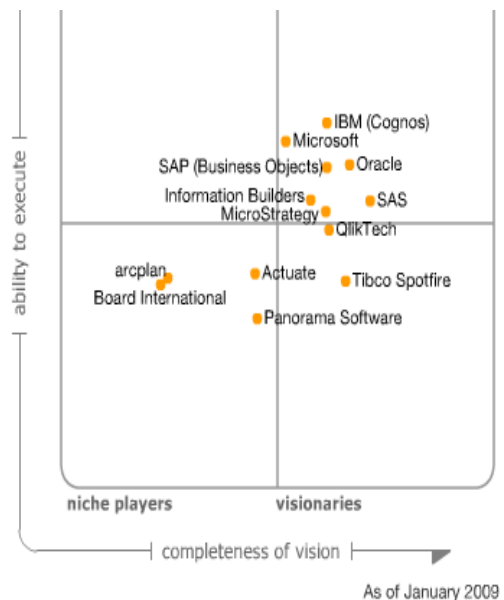 IBM (Cognos)
Microsoft
SAP (Business Objects)
Oracle
Information Builders
SAS
MicroStrategy
QlikTech
arcplan
Actuate
Tibco Spotfire
Board International
Panorama Software
ability to execute
niche players
visionaries
completeness of vision
As of January 2009